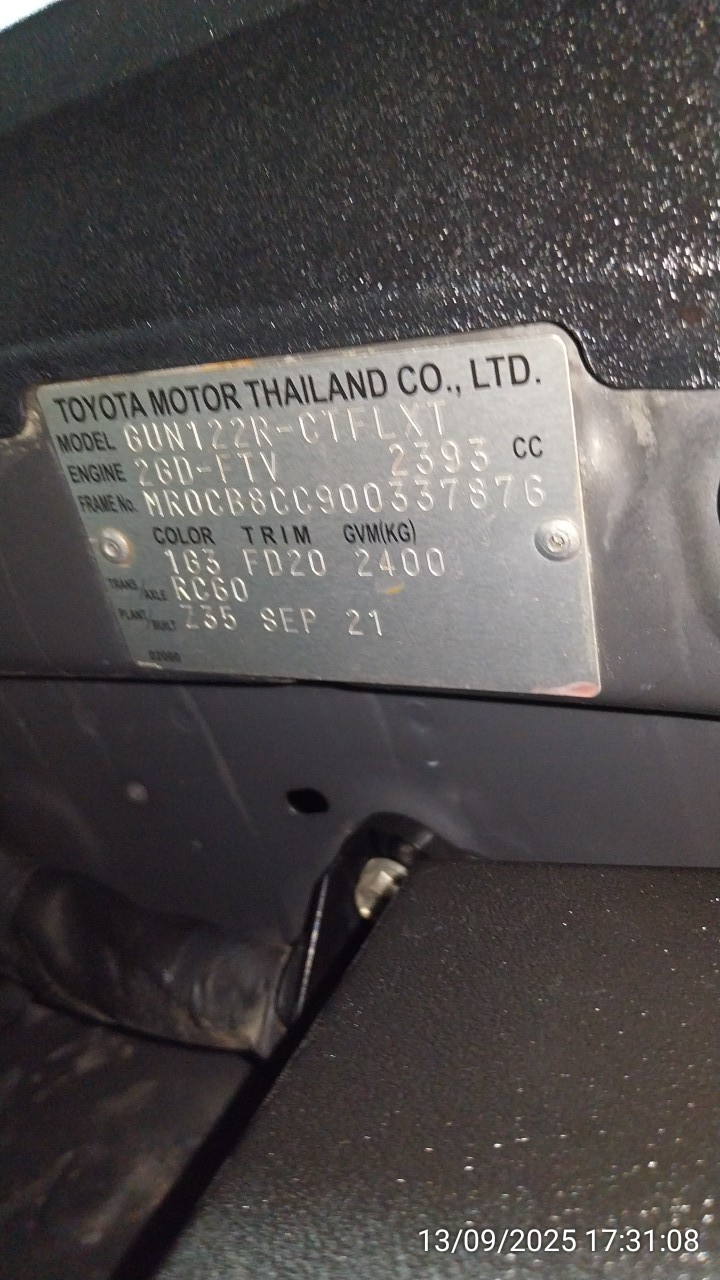 TOYOTA MOTOR THAILAND CO., LTD.
MODEL GUN122R-CTFLXT
ENGINE 2GD-FTV 2393 CC
FRAME No. MR0CB8CC900337876
COLOR TRIM GVM(KG)
1G3 FD20 2400
TRANS/AXLE RC60
PLANT/BUILT Z35 SEP 21
02060
13/09/2025 17:31:08